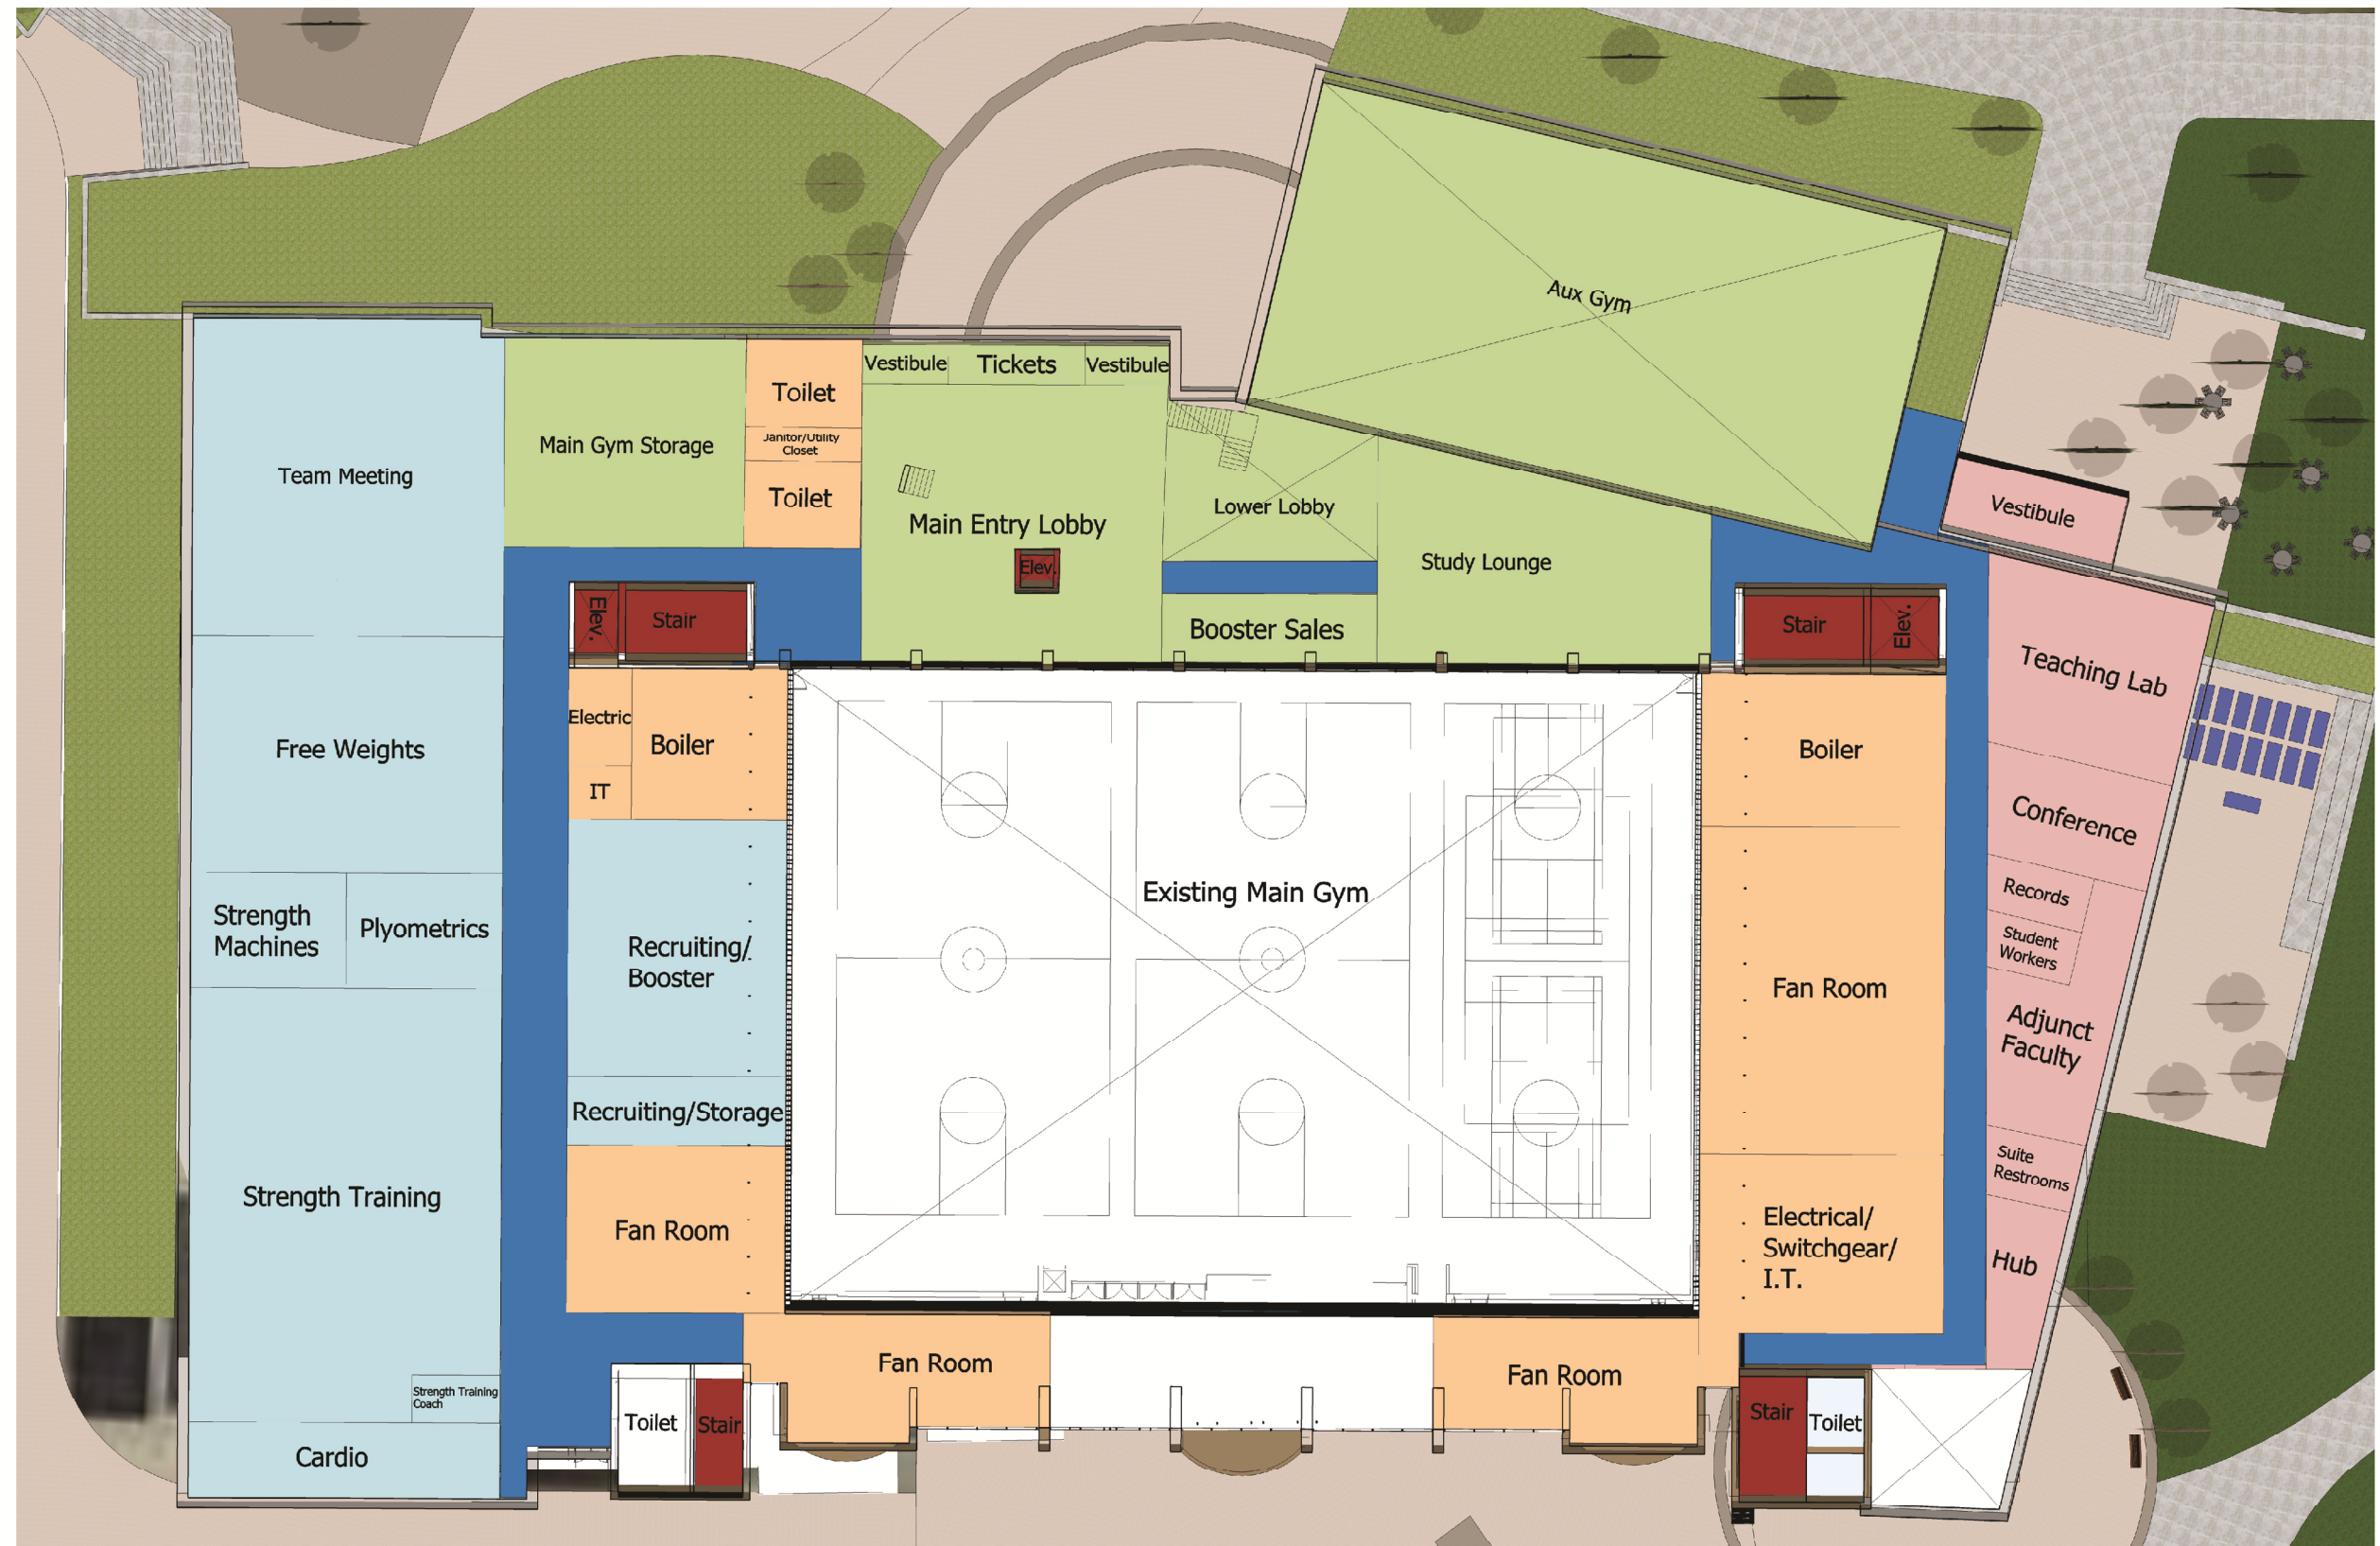 Aux Gym
Vestibule
Tickets
Vestibule
Toilet
Janitor/Utility
Closet
Toilet
Main Gym Storage
Team Meeting
Main Entry Lobby
Elev.
Lower Lobby
Study Lounge
Booster Sales
Vestibule
Elev.
Stair
Stair
Elev.
Teaching Lab
Electric
Boiler
IT
Free Weights
Boiler
Conference
Existing Main Gym
Records
Student
Workers
Strength
Machines
Plyometrics
Recruiting/
Booster
Fan Room
Adjunct
Faculty
Recruiting/Storage
Suite
Restrooms
Strength Training
Fan Room
Electrical/
Switchgear/
I.T.
Hub
Fan Room
Fan Room
Strength Training
Coach
Toilet
Stair
Stair
Toilet
Cardio